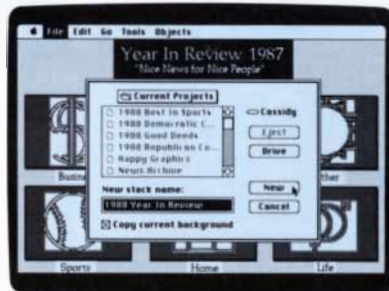 File Edit Go Tools Objects
Year In Review 1987
"Nice News for Nice People"
Current Projects
1988 Best In Sports
1988 Democratic C...
1988 Good Deeds
1988 Republican Co...
Happy Graphics
News Archive
Cassidy
Eject
Drive
New stack name:
1988 Year In Review
New
Cancel
Copy current background
Busine
ther
Sports
Home
Life